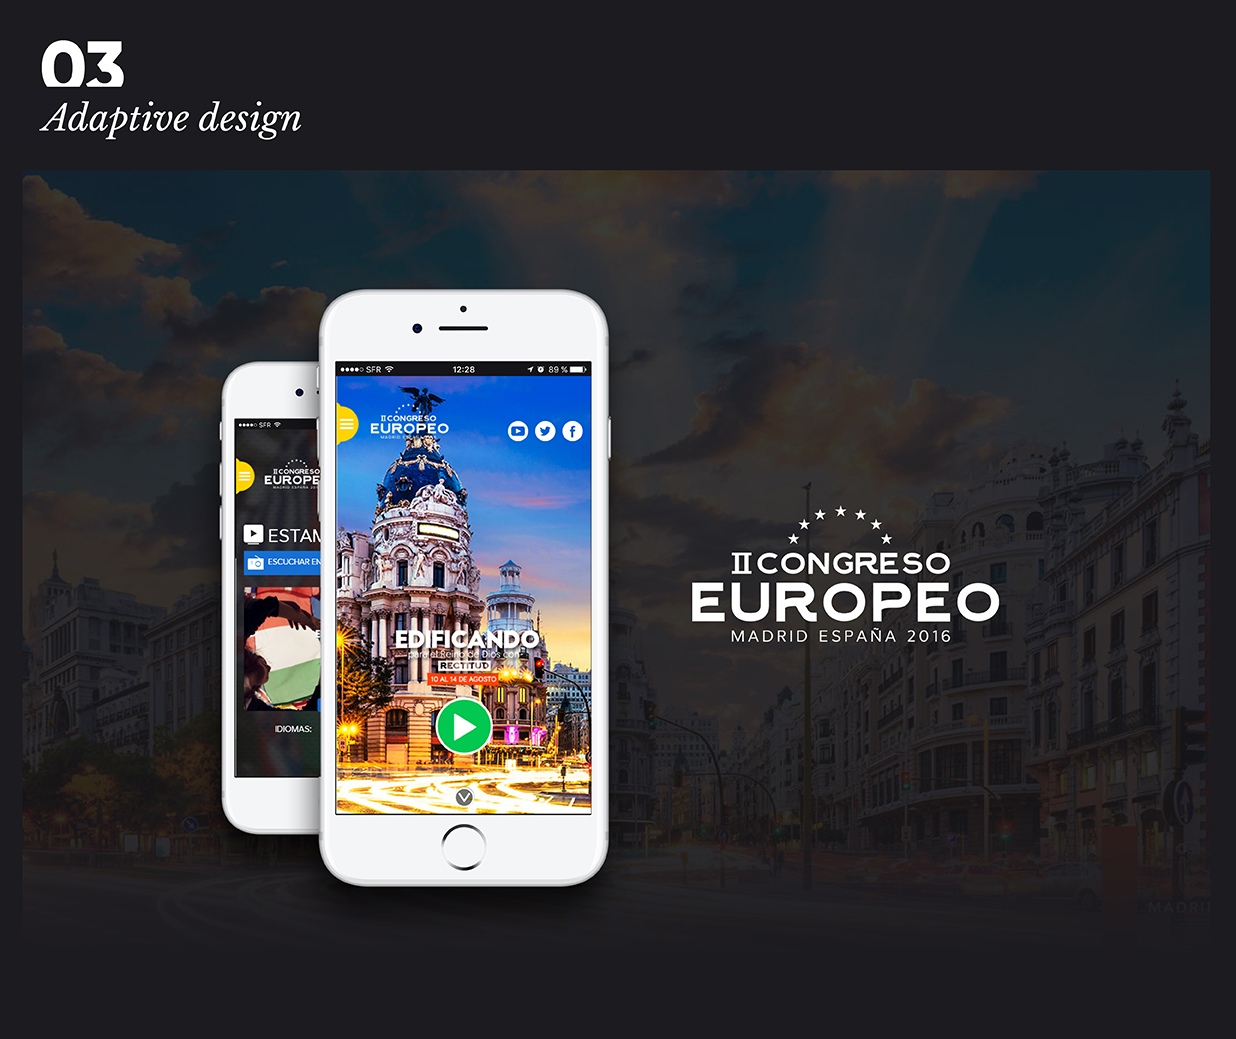 03
Adaptive design
SFR
12:28
89 %
II CONGRESO
EUROPEO
MADRID ESPAÑA 2016
EDIFICANDO
para el Reino de Dios con
RECTITUD
10 AL 14 DE AGOSTO
SFR
II CONGRESO
EUROPE
ESTAM
ESCUCHAR EN
IDIOMAS:
II CONGRESO
EUROPEO
MADRID ESPAÑA 2016
MADRI